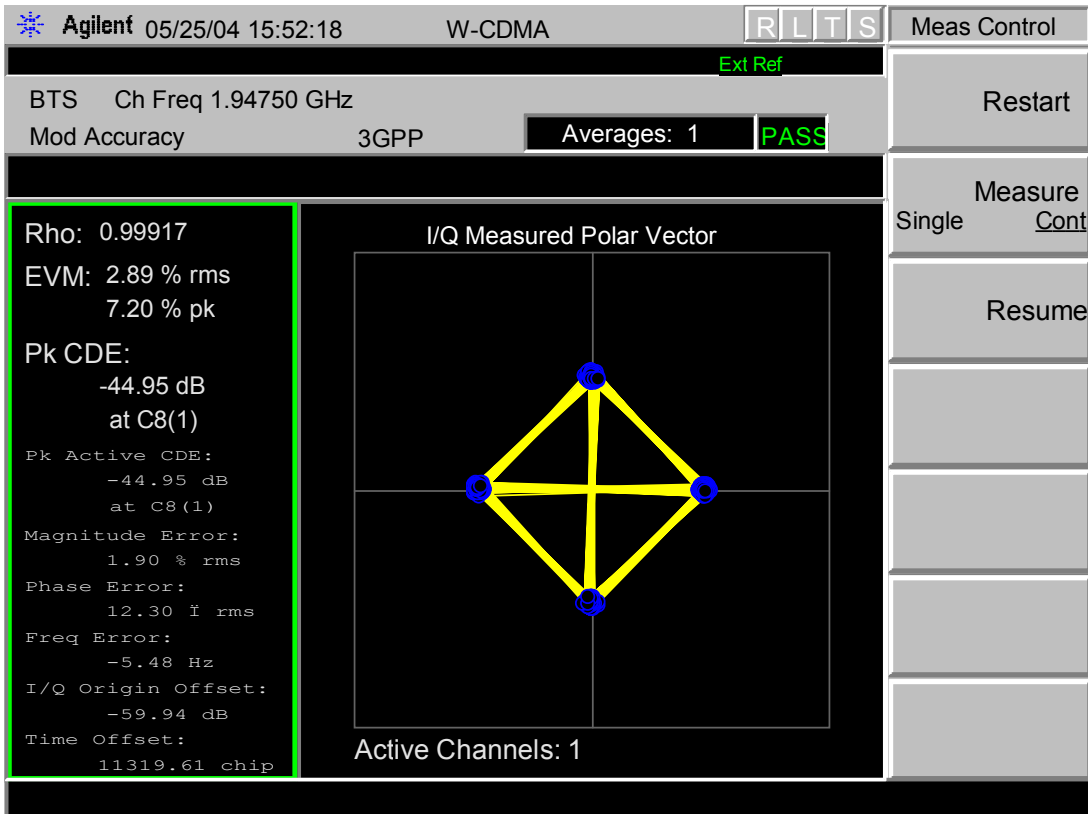 Agilent 05/25/04 15:52:18 W-CDMA R L T S Meas Control
Ext Ref
BTS Ch Freq 1.94750 GHz
Mod Accuracy 3GPP Averages: 1 PASS
Restart
Measure
Single Cont
Resume
Rho: 0.99917
EVM: 2.89 % rms
7.20 % pk
Pk CDE:
-44.95 dB
at C8(1)
Pk Active CDE:
-44.95 dB
at C8(1)
Magnitude Error:
1.90 % rms
Phase Error:
12.30 Ï rms
Freq Error:
-5.48 Hz
I/Q Origin Offset:
-59.94 dB
Time Offset:
11319.61 chip
I/Q Measured Polar Vector
Active Channels: 1